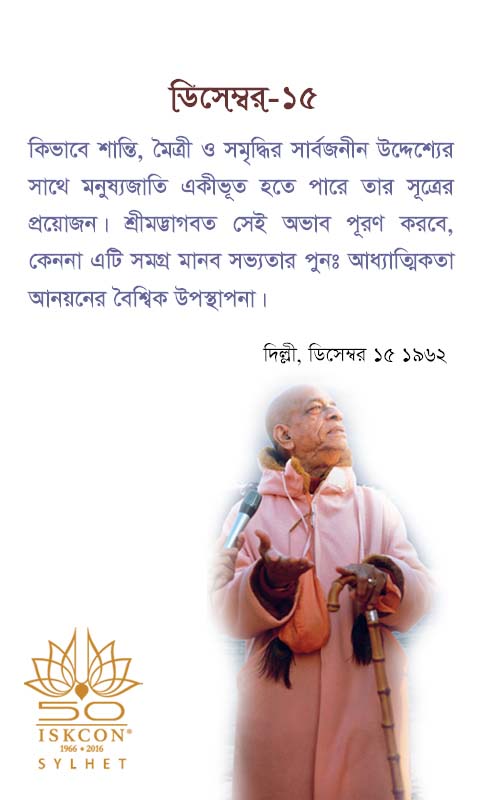 ডিসেম্বর-১৫
কিভাবে শান্তি, মৈত্রী ও সমৃদ্ধির সার্বজনীন উদ্দেশ্যের
সাথে মনুষ্যজাতি একীভূত হতে পারে তার সূত্রের
প্রয়োজন। শ্রীমদ্ভাগবত সেই অভাব পূরণ করবে,
কেননা এটি সমগ্র মানব সভ্যতার পুনঃ আধ্যাত্মিকতা
আনয়নের বৈশ্বিক উপস্থাপনা।
দিল্লী, ডিসেম্বর ১৫ ১৯৬২
50
ISKCON®
1966 • 2016
SYLHET